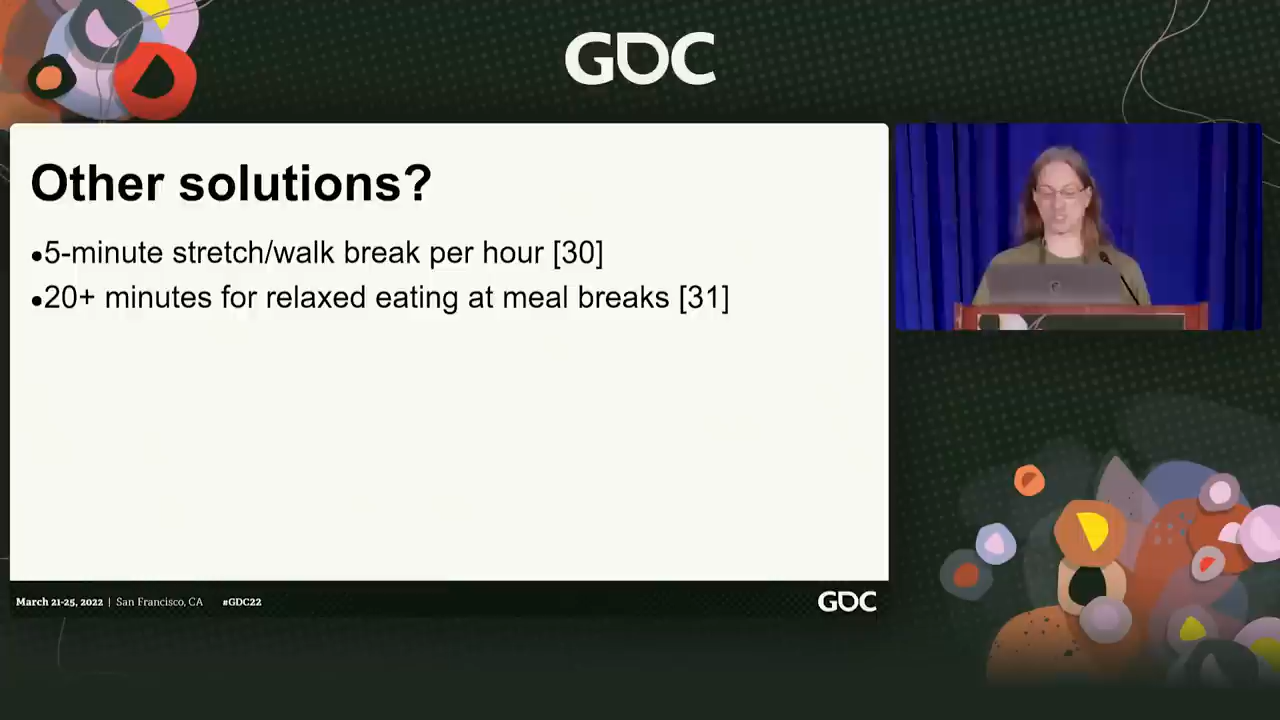 GDC
Other solutions?
•5-minute stretch/walk break per hour [30]
•20+ minutes for relaxed eating at meal breaks [31]
March 21-25, 2022 | San Francisco, CA #GDC22
GDC